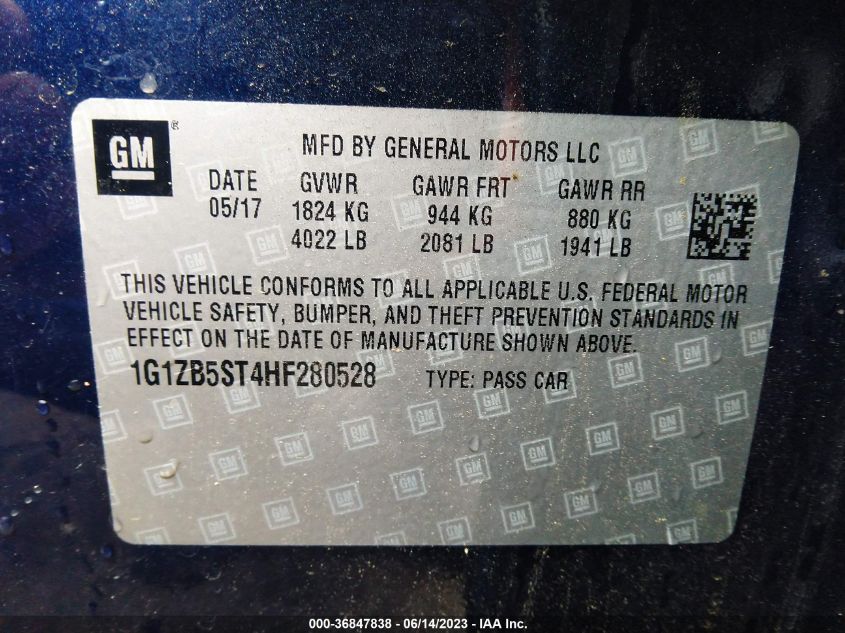 GM®
MFD BY GENERAL MOTORS LLC
DATE GVWR GAWR FRT GAWR RR
05/17 1824 KG 944 KG 880 KG
4022 LB 2081 LB 1941 LB
THIS VEHICLE CONFORMS TO ALL APPLICABLE U.S. FEDERAL MOTOR
VEHICLE SAFETY, BUMPER, AND THEFT PREVENTION STANDARDS IN
EFFECT ON THE DATE OF MANUFACTURE SHOWN ABOVE.
1G1ZB5ST4HF280528 TYPE: PASS CAR
000-36847838 - 06/14/2023 - IAA Inc.